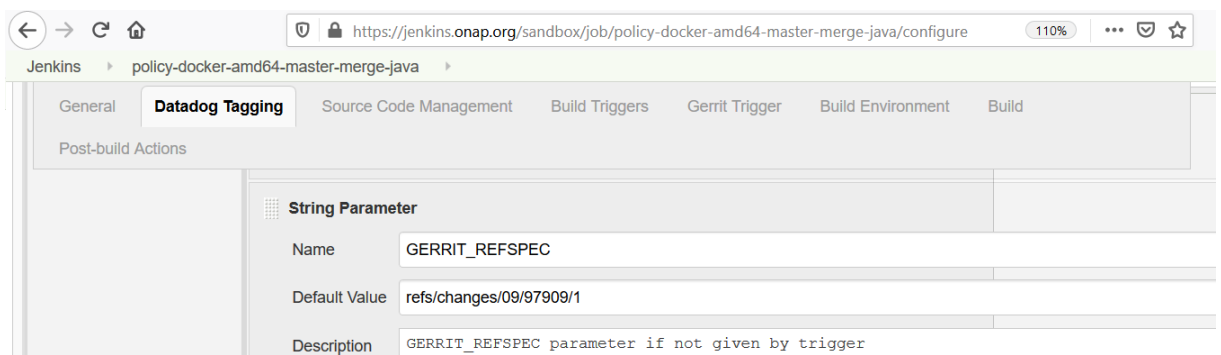 https://jenkins.onap.org/sandbox/job/policy-docker-amd64-master-merge-java/configure 110%
Jenkins policy-docker-amd64-master-merge-java
General Datadog Tagging Source Code Management Build Triggers Gerrit Trigger Build Environment Build
Post-build Actions
String Parameter
Name GERRIT_REFSPEC
Default Value refs/changes/09/97909/1
Description GERRIT_REFSPEC parameter if not given by trigger